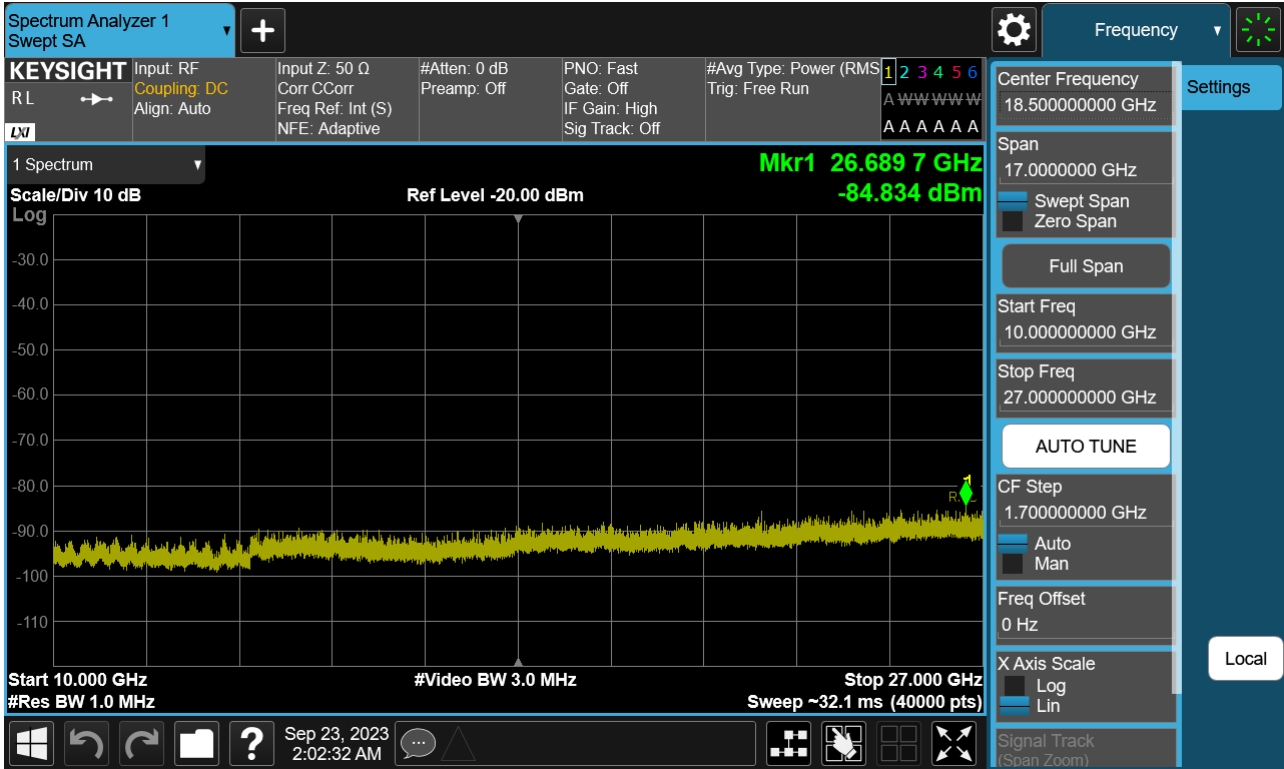 Spectrum Analyzer 1
Swept SA
Frequency
KEYSIGHT
R L
LXI
Input: RF
Coupling: DC
Align: Auto
Input Z: 50 Ω
Corr CCorr
Freq Ref: Int (S)
NFE: Adaptive
#Atten: 0 dB
Preamp: Off
PNO: Fast
Gate: Off
IF Gain: High
Sig Track: Off
#Avg Type: Power (RMS
Trig: Free Run
1 2 3 4 5 6
A W W W W W
A A A A A A
1 Spectrum
Scale/Div 10 dB
Log
Ref Level -20.00 dBm
Mkr1 26.689 7 GHz
-84.834 dBm
-30.0
-40.0
-50.0
-60.0
-70.0
-80.0
-90.0
-100
-110
1
Start 10.000 GHz
#Res BW 1.0 MHz
#Video BW 3.0 MHz
Stop 27.000 GHz
Sweep ~32.1 ms (40000 pts)
Sep 23, 2023
2:02:32 AM
Center Frequency
18.500000000 GHz
Span
17.0000000 GHz
Swept Span
Zero Span
Full Span
Start Freq
10.000000000 GHz
Stop Freq
27.000000000 GHz
AUTO TUNE
CF Step
1.700000000 GHz
Auto
Man
Freq Offset
0 Hz
X Axis Scale
Log
Lin
Signal Track
(Span Zoom)
Settings
Local